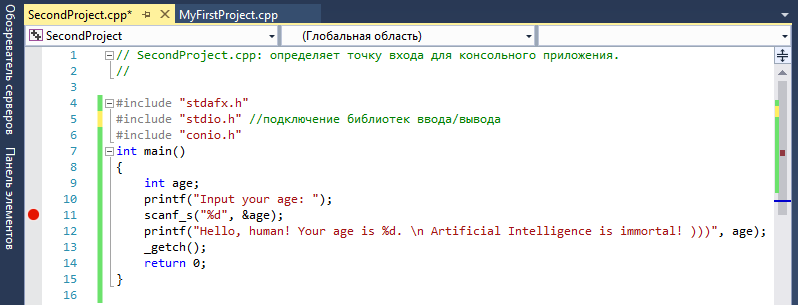 SecondProject.cpp* MyFirstProject.cpp
SecondProject (Глобальная область)
Обозреватель серверов
Панель элементов
1 // SecondProject.cpp: определяет точку входа для консольного приложения.
2 //
3
4 #include "stdafx.h"
5 #include "stdio.h" //подключение библиотек ввода/вывода
6 #include "conio.h"
7 int main()
8 {
9 int age;
10 printf("Input your age: ");
11 scanf_s("%d", &age);
12 printf("Hello, human! Your age is %d. \n Artificial Intelligence is immortal! )))", age);
13 _getch();
14 return 0;
15 }
16